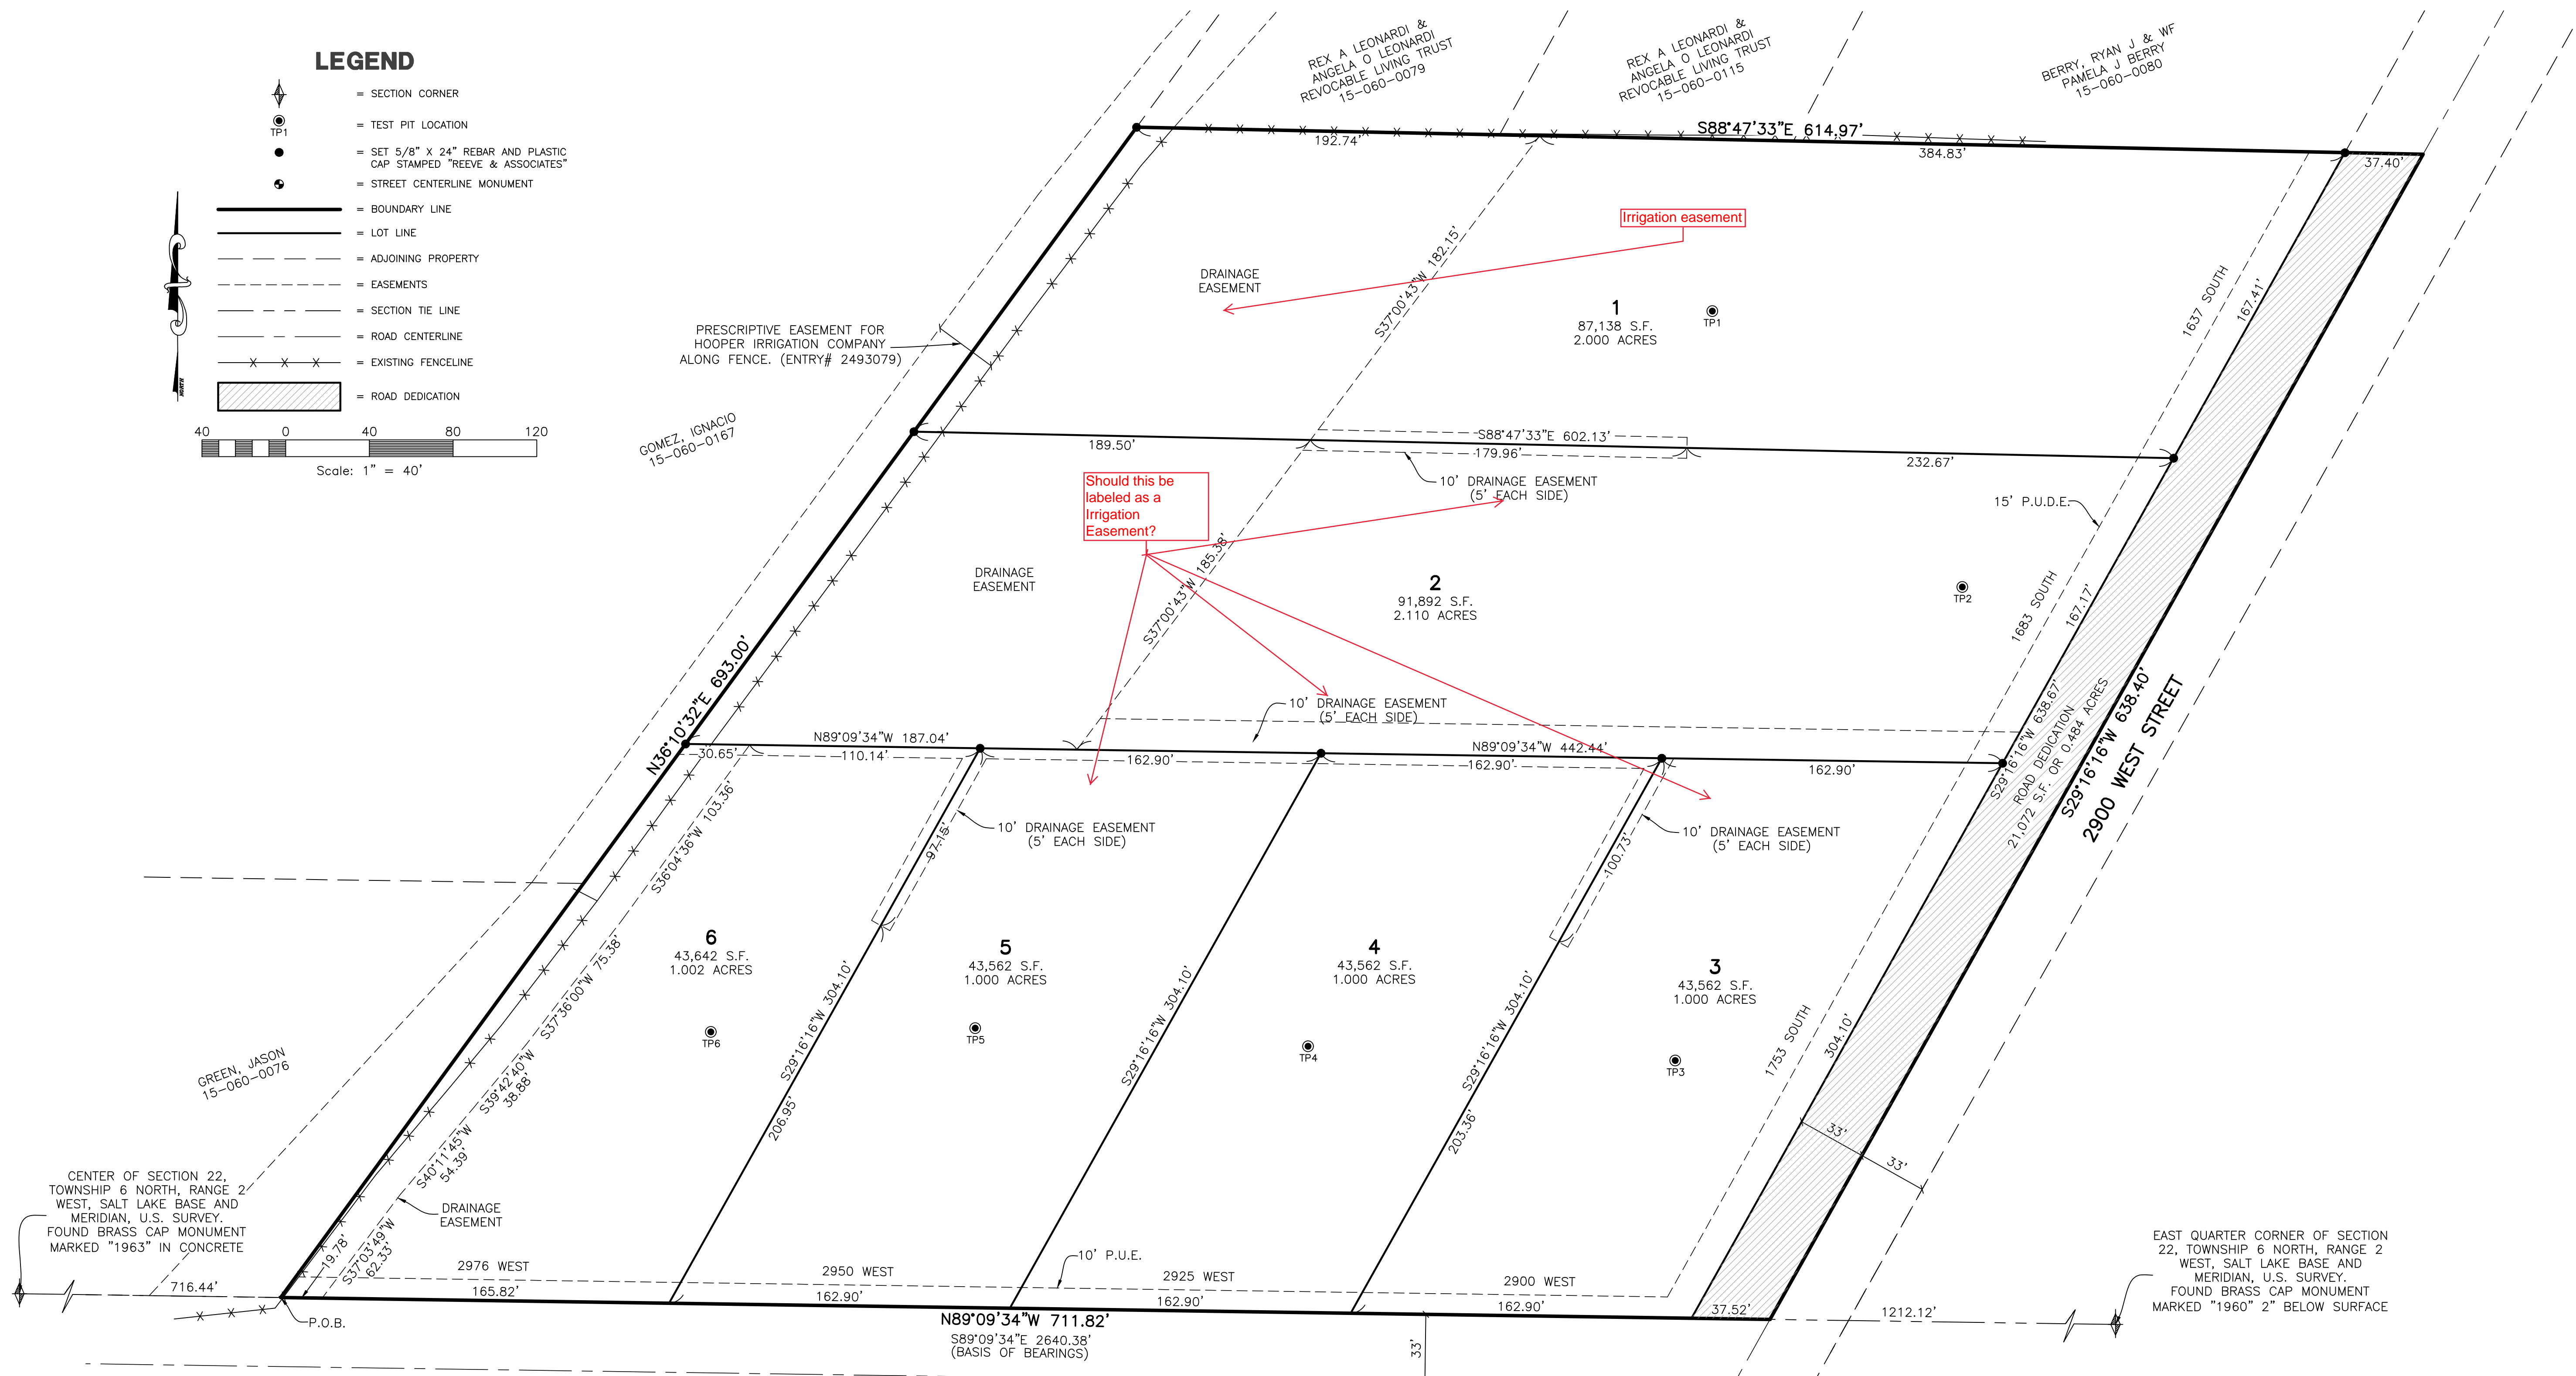 LEGEND
= SECTION CORNER
TP1
= TEST PIT LOCATION
= SET 5/8" X 24" REBAR AND PLASTIC
CAP STAMPED "REEVE & ASSOCIATES"
= STREET CENTERLINE MONUMENT
= BOUNDARY LINE
= LOT LINE
= ADJOINING PROPERTY
= EASEMENTS
= SECTION TIE LINE
= ROAD CENTERLINE
= EXISTING FENCELINE
= ROAD DEDICATION
NORTH
40 0 40 80 120
Scale: 1" = 40'
REX A LEONARDI &
ANGELA O LEONARDI
REVOCABLE LIVING TRUST
15-060-0079
REX A LEONARDI &
ANGELA O LEONARDI
REVOCABLE LIVING TRUST
15-060-0115
BERRY, RYAN J & WF
PAMELA J BERRY
15-060-0080
S88°47'33"E 614.97'
192.74'
384.83'
37.40'
Irrigation easement
DRAINAGE
EASEMENT
S37°00'43"W 182.15'
1
87,138 S.F.
2.000 ACRES
TP1
1637 SOUTH
167.41'
PRESCRIPTIVE EASEMENT FOR
HOOPER IRRIGATION COMPANY
ALONG FENCE. (ENTRY# 2493079)
GOMEZ, IGNACIO
15-060-0167
189.50'
S88°47'33"E 602.13'
179.96'
232.67'
10' DRAINAGE EASEMENT
(5' EACH SIDE)
Should this be
labeled as a
Irrigation
Easement?
15' P.U.D.E.
DRAINAGE
EASEMENT
S37°00'43"W 185.38'
2
91,892 S.F.
2.110 ACRES
TP2
1683 SOUTH
167.17'
N36°10'32"E 693.00'
10' DRAINAGE EASEMENT
(5' EACH SIDE)
S29°16'16"W 638.67'
ROAD DEDICATION
21,072 S.F. OR 0.484 ACRES
S29°16'16"W 638.40'
2900 WEST STREET
N89°09'34"W 187.04'
N89°09'34"W 442.44'
30.65'
110.14'
162.90'
162.90'
162.90'
S36°04'36"W 103.36'
97.15'
10' DRAINAGE EASEMENT
(5' EACH SIDE)
100.73'
10' DRAINAGE EASEMENT
(5' EACH SIDE)
6
43,642 S.F.
1.002 ACRES
5
43,562 S.F.
1.000 ACRES
4
43,562 S.F.
1.000 ACRES
3
43,562 S.F.
1.000 ACRES
S37°36'00"W 75.38'
S29°16'16"W 304.10'
S29°16'16"W 304.10'
S29°16'16"W 304.10'
304.10'
1753 SOUTH
TP6
TP5
TP4
TP3
GREEN, JASON
15-060-0076
S39°42'40"W
38.88'
206.95'
203.36'
33'
33'
S40°11'45"W
54.39'
CENTER OF SECTION 22,
TOWNSHIP 6 NORTH, RANGE 2
WEST, SALT LAKE BASE AND
MERIDIAN, U.S. SURVEY.
FOUND BRASS CAP MONUMENT
MARKED "1963" IN CONCRETE
DRAINAGE
EASEMENT
19.78'
S37°03'49"W
62.33'
EAST QUARTER CORNER OF SECTION
22, TOWNSHIP 6 NORTH, RANGE 2
WEST, SALT LAKE BASE AND
MERIDIAN, U.S. SURVEY.
FOUND BRASS CAP MONUMENT
MARKED "1960" 2" BELOW SURFACE
10' P.U.E.
2976 WEST
2950 WEST
2925 WEST
2900 WEST
716.44'
165.82'
162.90'
162.90'
162.90'
37.52'
1212.12'
P.O.B.
N89°09'34"W 711.82'
S89°09'34"E 2640.38'
(BASIS OF BEARINGS)
33'